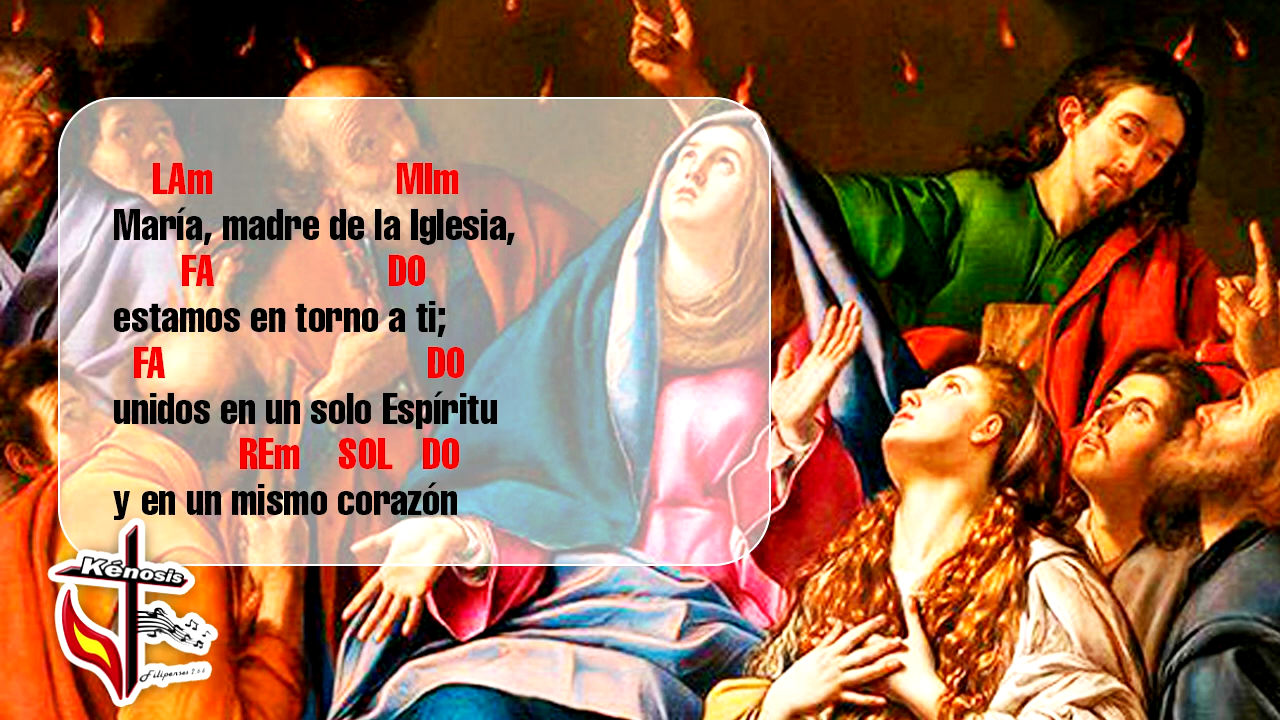 LAm MIm
María, madre de la Iglesia,
FA DO
estamos en torno a ti;
FA DO
unidos en un solo Espíritu
REm SOL DO
y en un mismo corazón
Kénosis
Filipenses